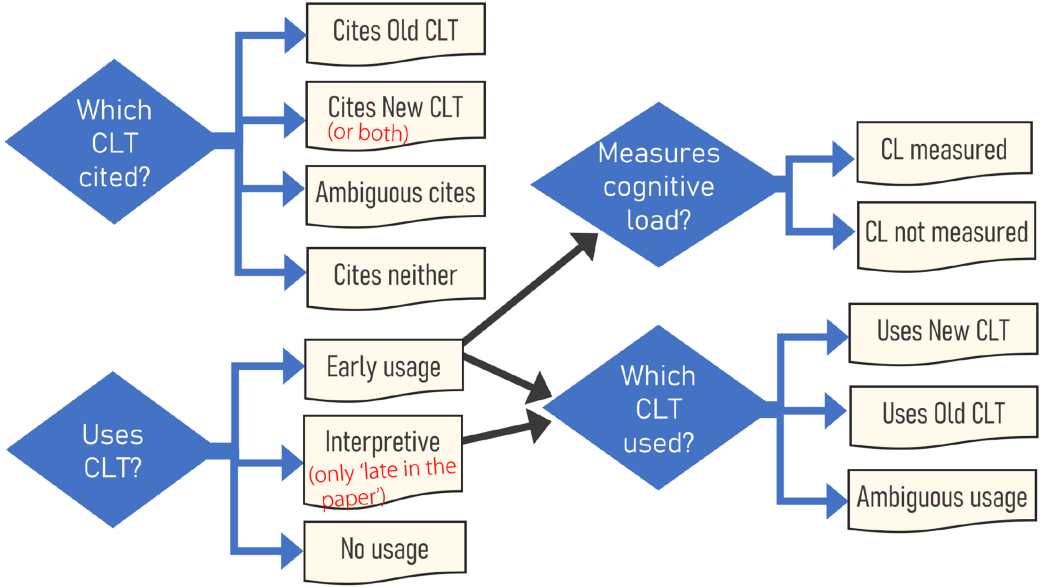 Which
CLT
cited?
Cites Old CLT
Cites New CLT
(or both)
Ambiguous cites
Cites neither
Uses
CLT?
Early usage
Interpretive
(only ‘late in the
paper’)
No usage
Measures
cognitive
load?
CL measured
CL not measured
Which
CLT
used?
Uses New CLT
Uses Old CLT
Ambiguous usage